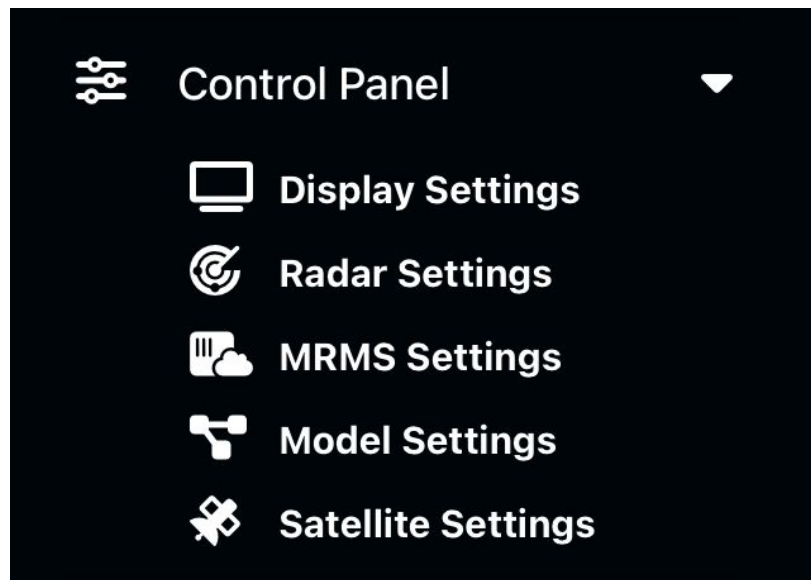 Control Panel
Display Settings
Radar Settings
MRMS Settings
Model Settings
Satellite Settings